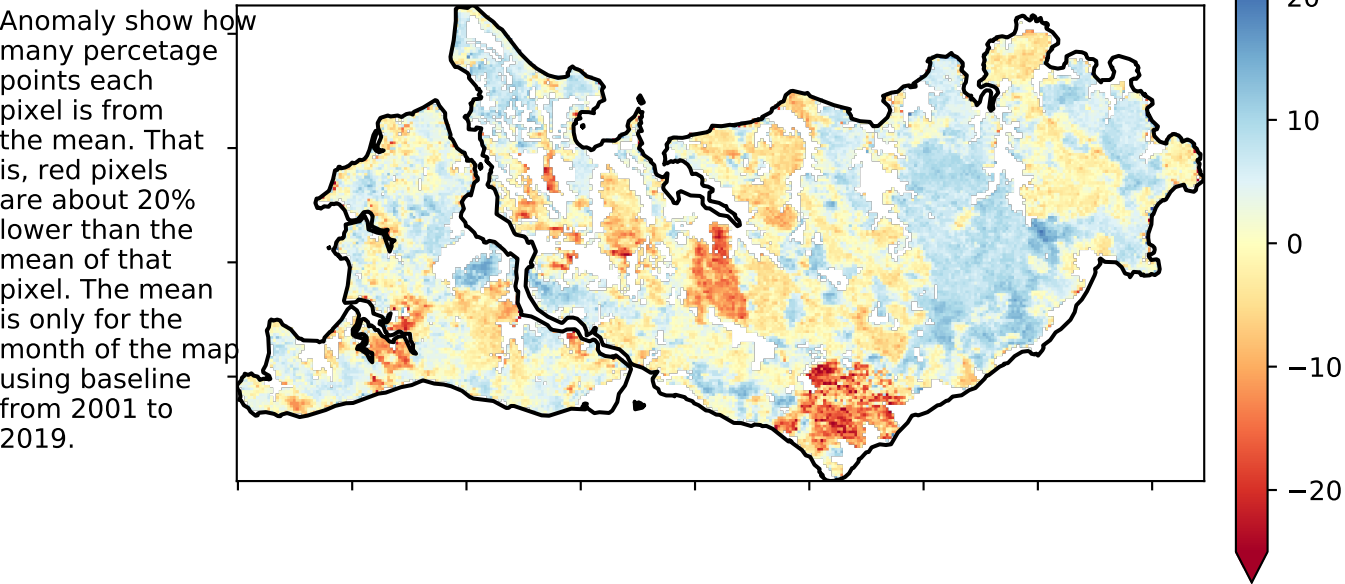 Anomaly show how
many percetage
points each
pixel is from
the mean. That
is, red pixels
are about 20%
lower than the
mean of that
pixel. The mean
is only for the
month of the map
using baseline
from 2001 to
2019.
20
10
0
−10
−20